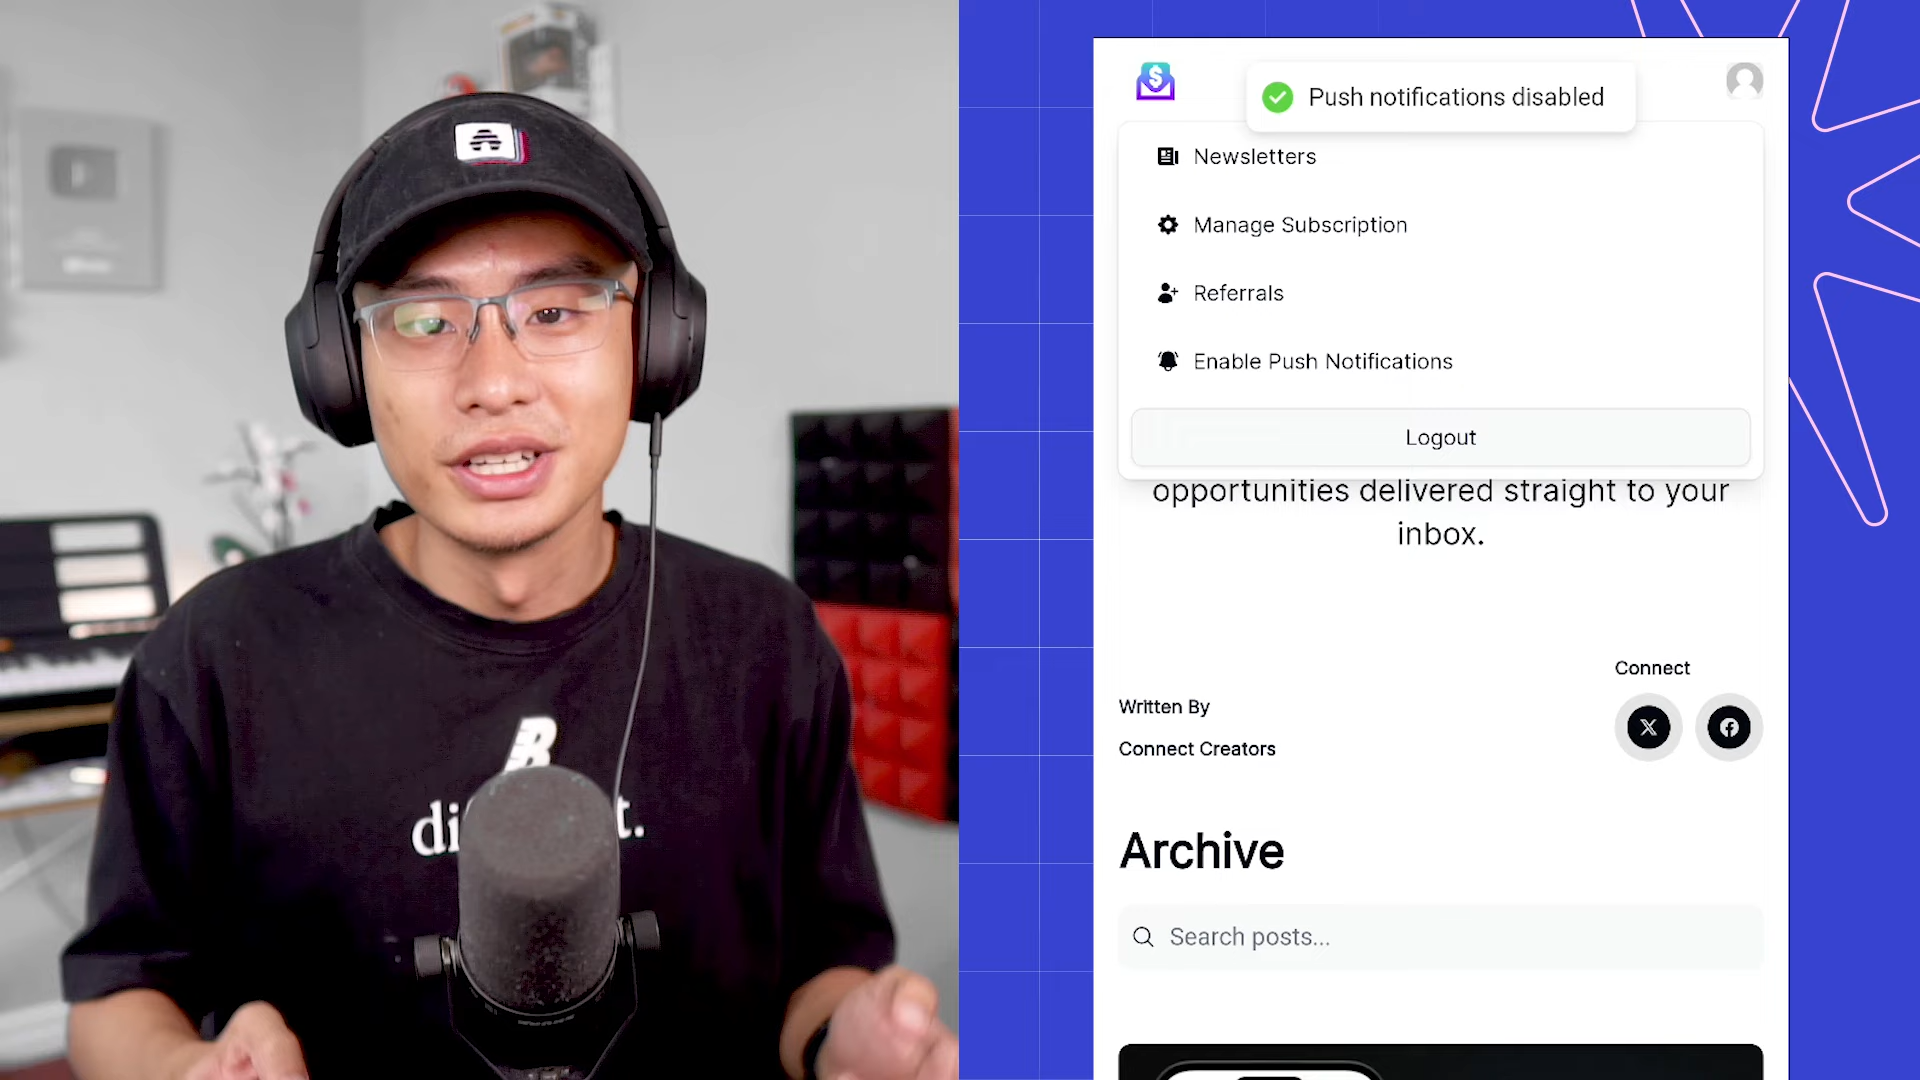 di
t.
Push notifications disabled
Newsletters
Manage Subscription
Referrals
Enable Push Notifications
Logout
opportunities delivered straight to your
inbox.
Connect
Written By
Connect Creators
Archive
Search posts...